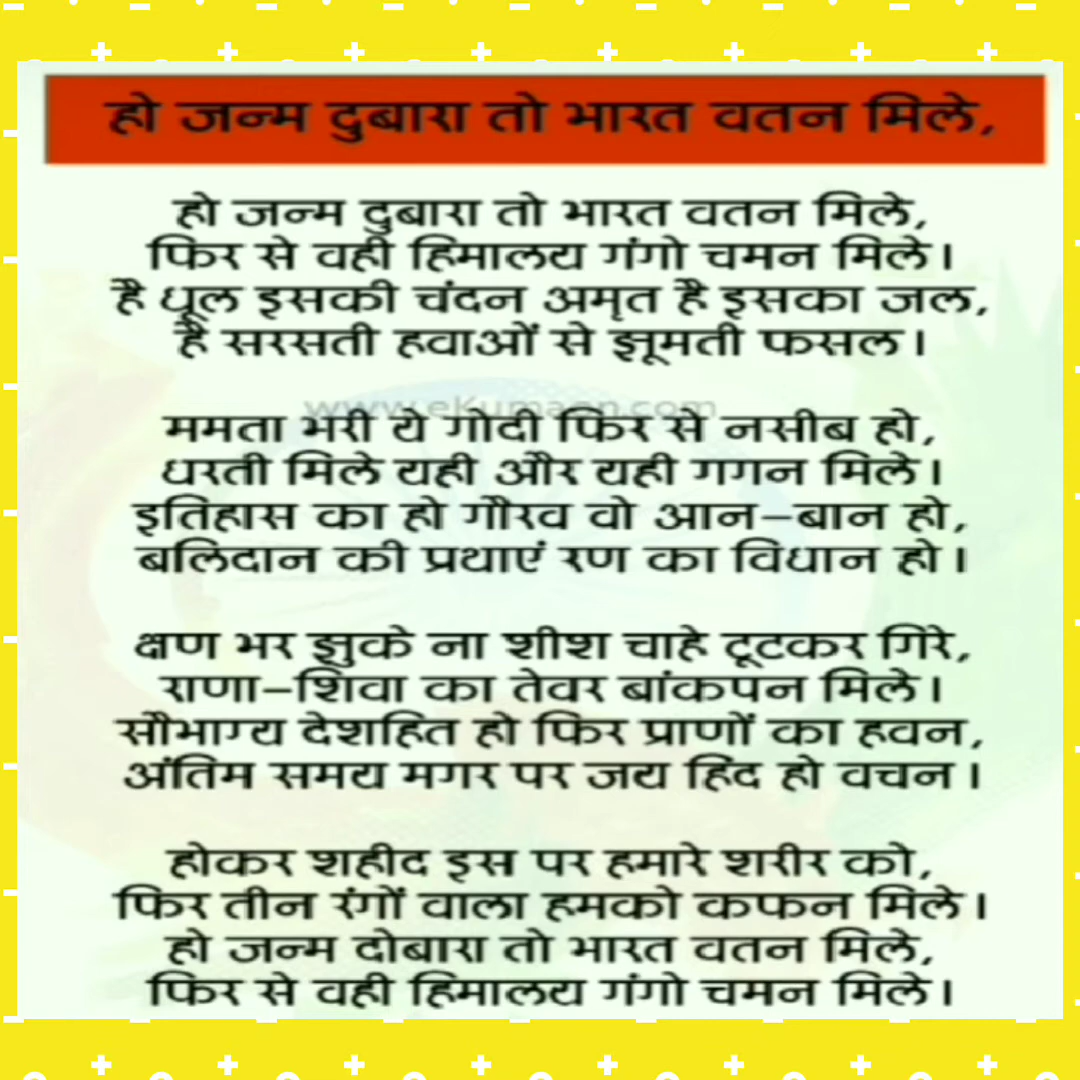 हो जन्म दुबारा तो भारत वतन मिले,
हो जन्म दुबारा तो भारत वतन मिले,
फिर से वही हिमालय गंगो चमन मिले।
है धूल इसकी चंदन अमृत है इसका जल,
है सरसती हवाओं से झूमती फसल।
www.eKumaon.com
ममता भरी ये गोदी फिर से नसीब हो,
धरती मिले यही और यही गगन मिले।
इतिहास का हो गौरव वो आन–बान हो,
बलिदान की प्रथाएं रण का विधान हो।
क्षण भर झुके ना शीश चाहे टूटकर गिरे,
राणा–शिवा का तेवर बांकपन मिले।
सौभाग्य देशहित हो फिर प्राणों का हवन,
अंतिम समय मगर पर जय हिंद हो वचन।
होकर शहीद इस पर हमारे शरीर को,
फिर तीन रंगों वाला हमको कफन मिले।
हो जन्म दोबारा तो भारत वतन मिले,
फिर से वही हिमालय गंगो चमन मिले।